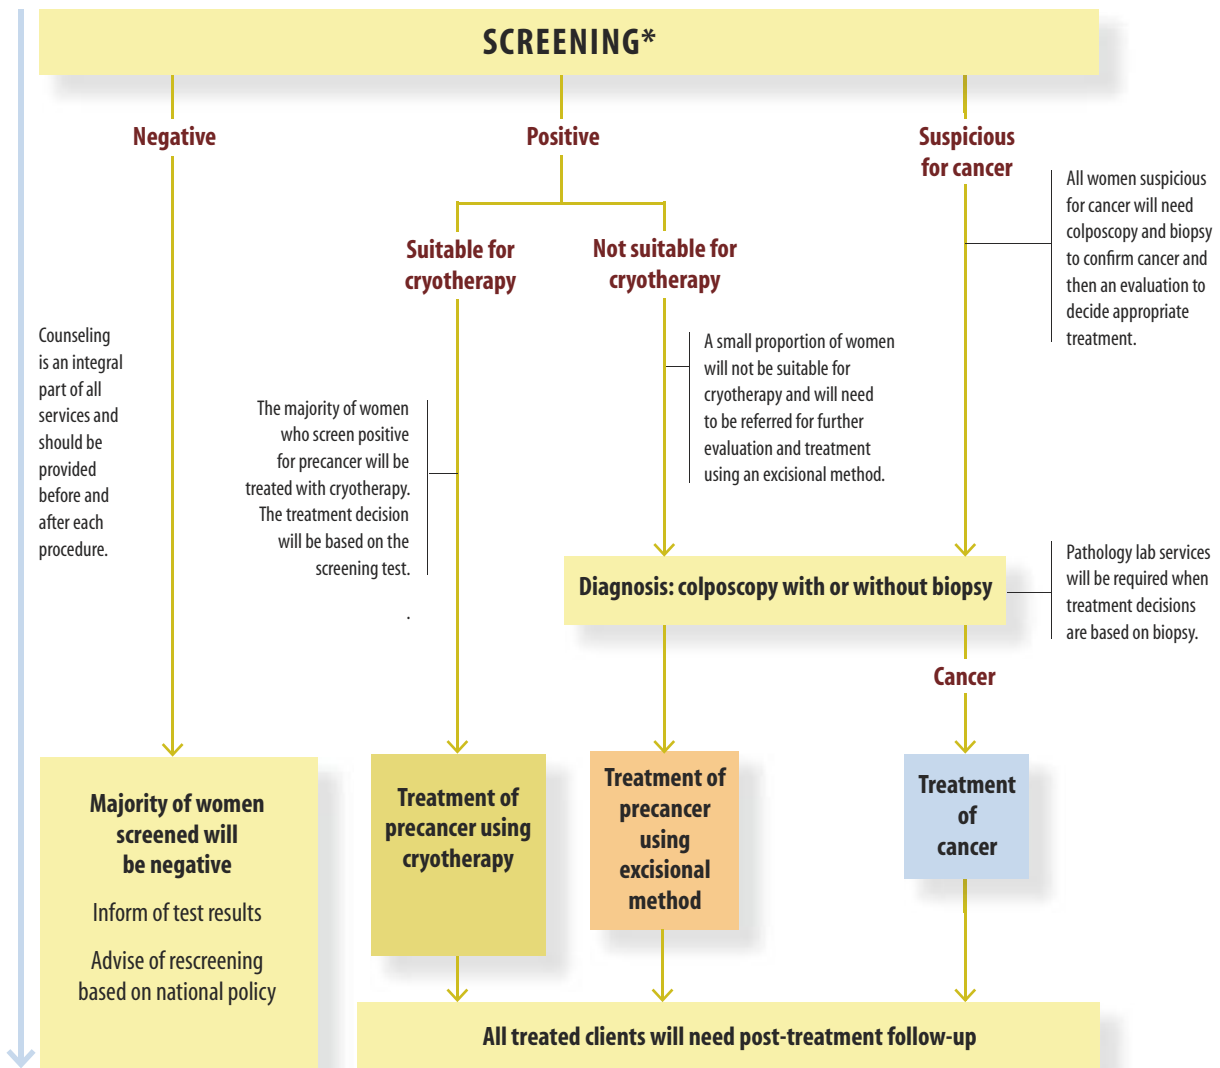 SCREENING*
Negative
Positive
Suspicious
for cancer
All women suspicious
for cancer will need
colposcopy and biopsy
to confirm cancer and
then an evaluation to
decide appropriate
treatment.
Suitable for
cryotherapy
Not suitable for
cryotherapy
Counseling
is an integral
part of all
services and
should be
provided
before and
after each
procedure.
The majority of women
who screen positive
for precancer will be
treated with cryotherapy.
The treatment decision
will be based on the
screening test.
.
A small proportion of women
will not be suitable for
cryotherapy and will need
to be referred for further
evaluation and treatment
using an excisional method.
Diagnosis: colposcopy with or without biopsy
Pathology lab services
will be required when
treatment decisions
are based on biopsy.
Cancer
Majority of women
screened will
be negative
Inform of test results
Advise of rescreening
based on national policy
Treatment of
precancer using
cryotherapy
Treatment of
precancer
using
excisional
method
Treatment
of
cancer
All treated clients will need post-treatment follow-up